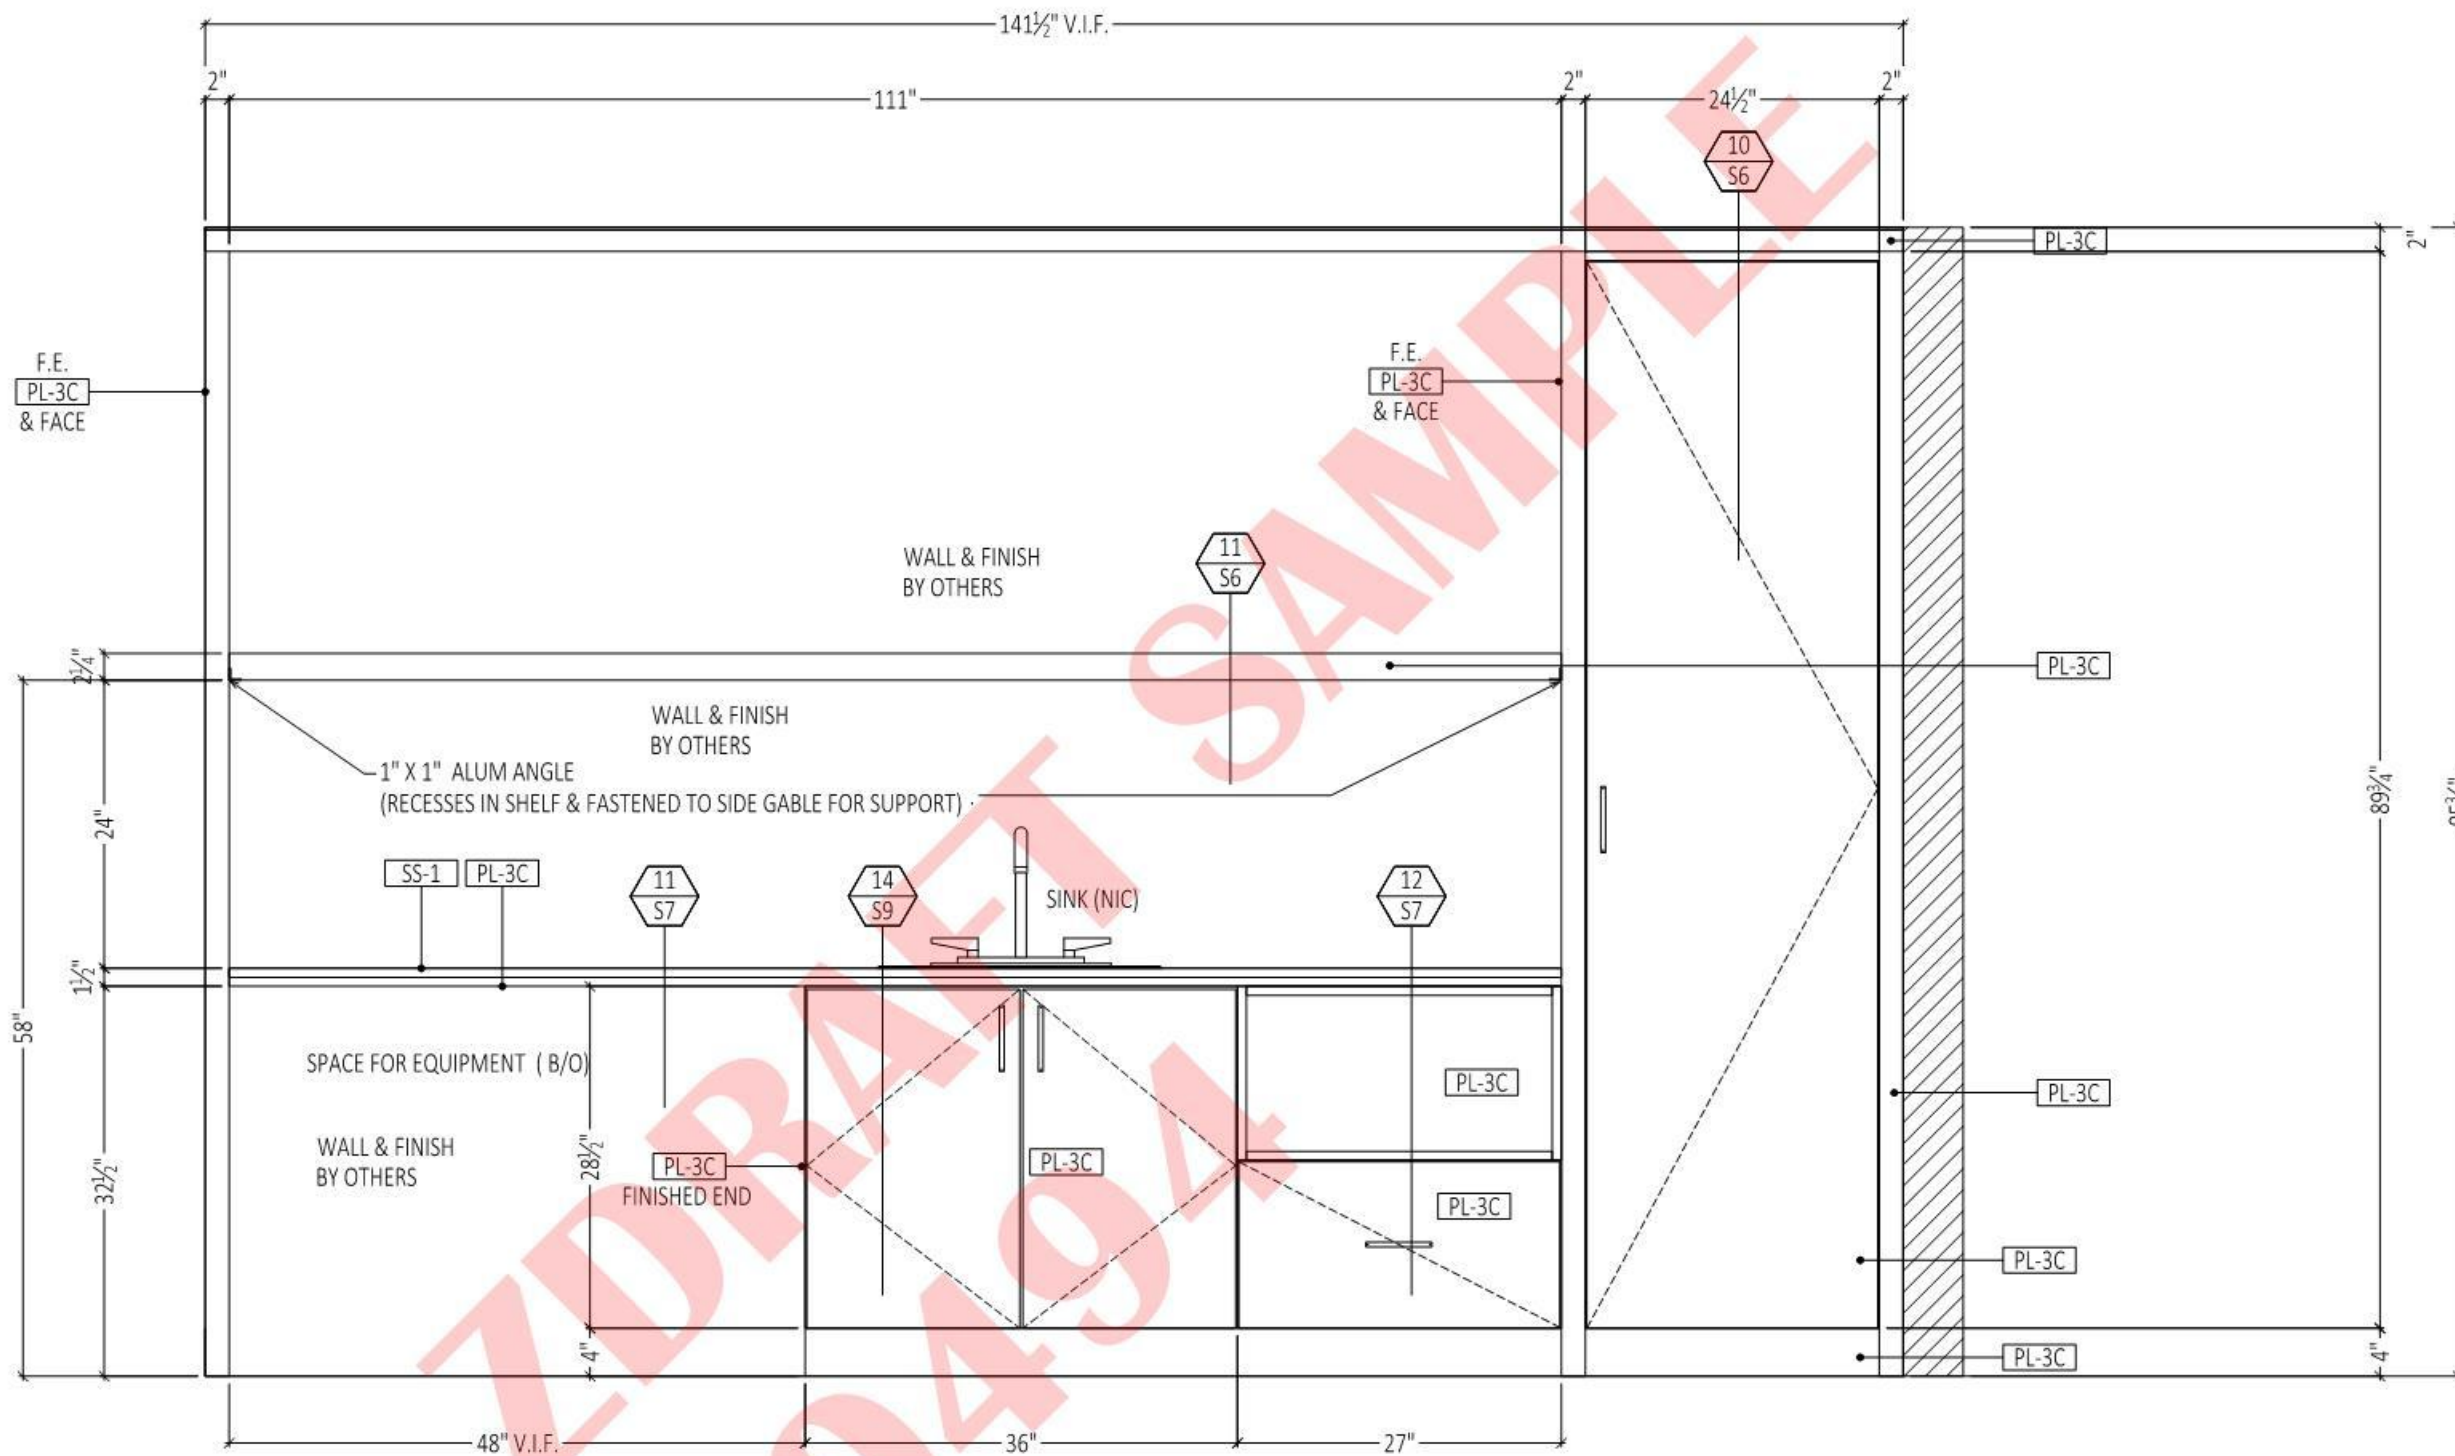 141½" V.I.F.
2"
111"
2"
24½"
2"
10
S6
PL-3C
2"
F.E.
PL-3C
& FACE
F.E.
PL-3C
& FACE
WALL & FINISH
BY OTHERS
11
S6
2¼"
PL-3C
WALL & FINISH
BY OTHERS
1" X 1" ALUM ANGLE
(RECESSES IN SHELF & FASTENED TO SIDE GABLE FOR SUPPORT)
24"
89¾"
SS-1
PL-3C
11
S7
14
S9
SINK (NIC)
12
S7
1½"
58"
SPACE FOR EQUIPMENT ( B/O)
PL-3C
PL-3C
WALL & FINISH
BY OTHERS
32½"
28½"
PL-3C
FINISHED END
PL-3C
PL-3C
PL-3C
4"
PL-3C
4"
48" V.I.F.
36"
27"
ZDRAFT SAMPLE
0494